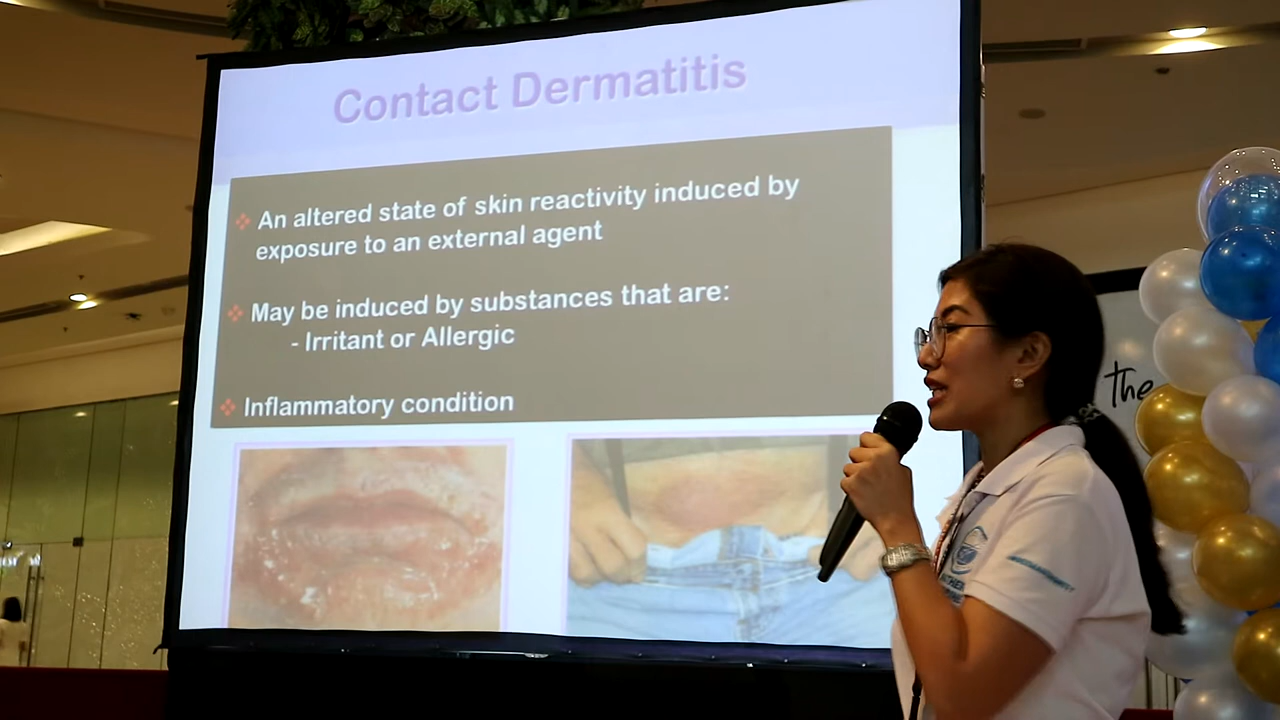 Contact Dermatitis
An altered state of skin reactivity induced by
exposure to an external agent
May be induced by substances that are:
- Irritant or Allergic
Inflammatory condition
the